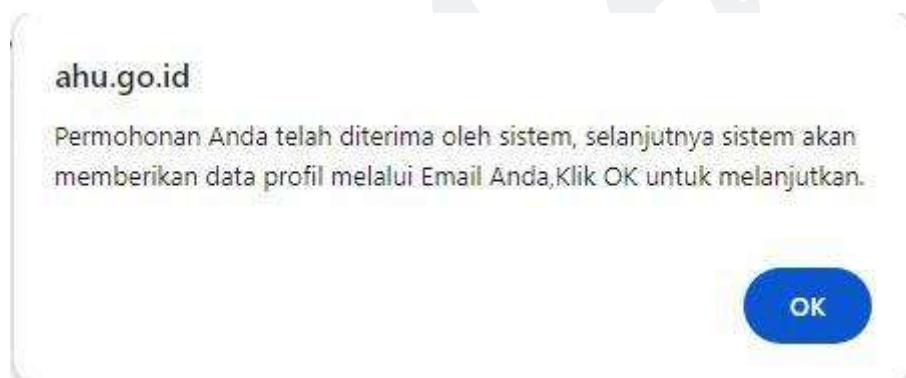 ahu.go.id
Permohonan Anda telah diterima oleh sistem, selanjutnya sistem akan
memberikan data profil melalui Email Anda,Klik OK untuk melanjutkan.
OK